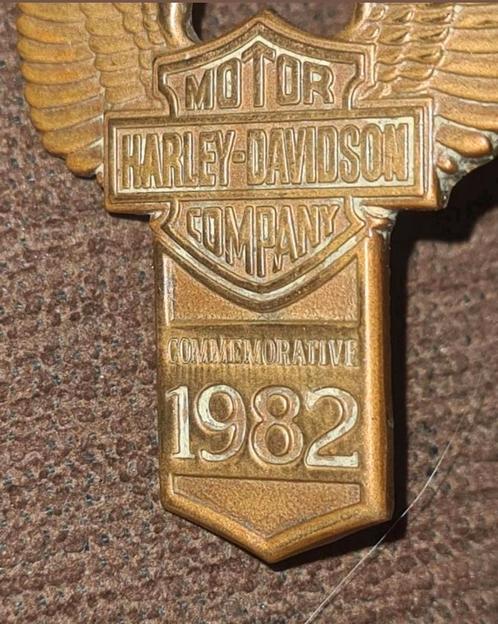 MOTOR
HARLEY-DAVIDSON
COMPANY
COMMEMORATIVE
1982